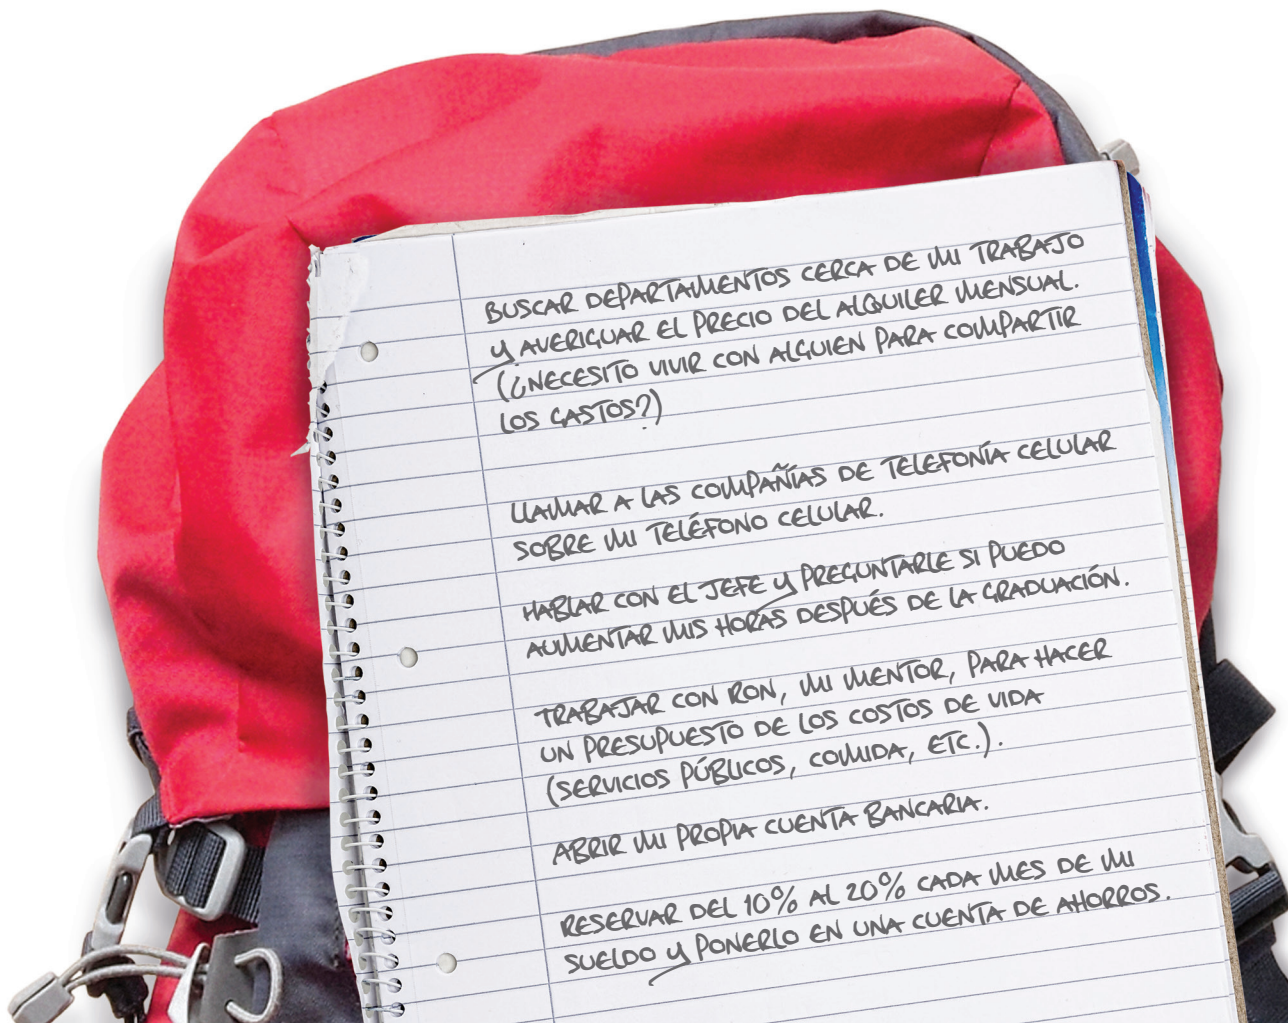 BUSCAR DEPARTAMENTOS CERCA DE MI TRABAJO
Y AVERIGUAR EL PRECIO DEL ALQUILER MENSUAL.
(¿NECESITO VIVIR CON ALGUIEN PARA COMPARTIR
LOS GASTOS?)
LLAMAR A LAS COMPAÑÍAS DE TELEFONÍA CELULAR
SOBRE MI TELÉFONO CELULAR.
HABLAR CON EL JEFE Y PREGUNTARLE SI PUEDO
AUMENTAR MIS HORAS DESPUÉS DE LA GRADUACIÓN.
TRABAJAR CON RON, MI MENTOR, PARA HACER
UN PRESUPUESTO DE LOS COSTOS DE VIDA
(SERVICIOS PÚBLICOS, COMIDA, ETC.).
ABRIR MI PROPIA CUENTA BANCARIA.
RESERVAR DEL 10% AL 20% CADA MES DE MI
SUELDO Y PONERLO EN UNA CUENTA DE AHORROS.